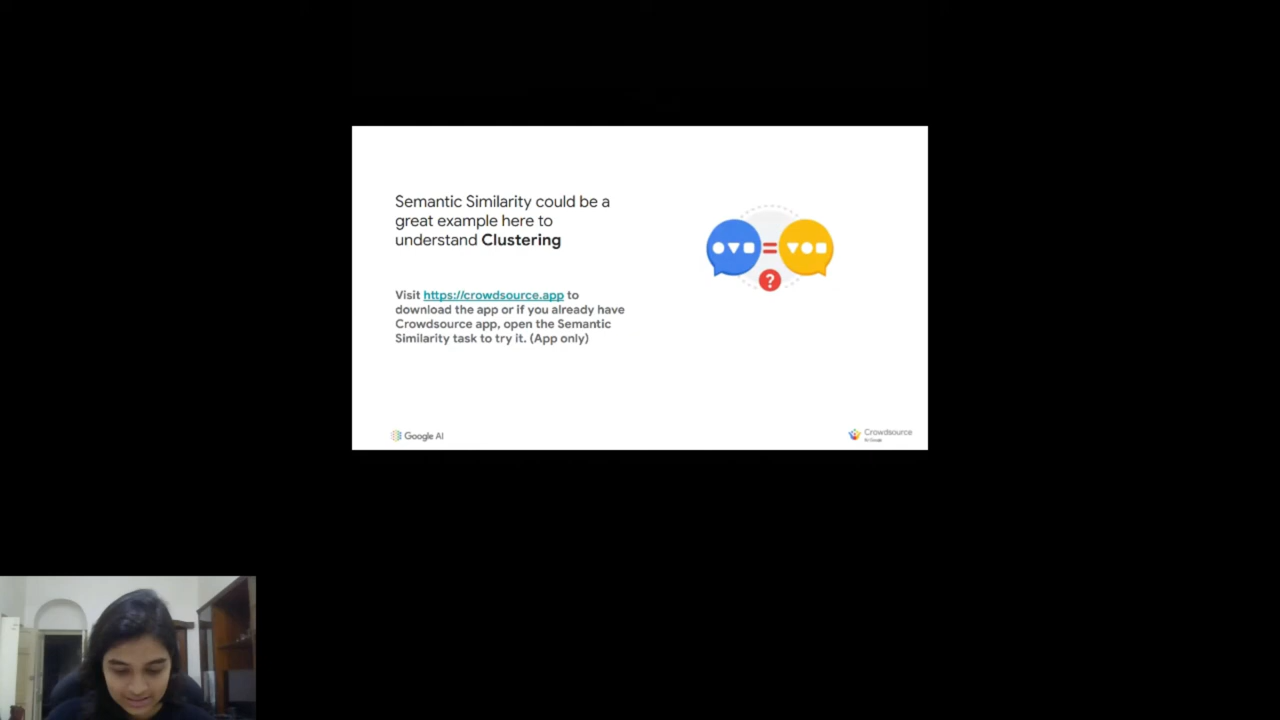 Semantic Similarity could be a
great example here to
understand Clustering
Visit https://crowdsource.app to
download the app or if you already have
Crowdsource app, open the Semantic
Similarity task to try it. (App only)
?
Google AI
Crowdsource
by Google